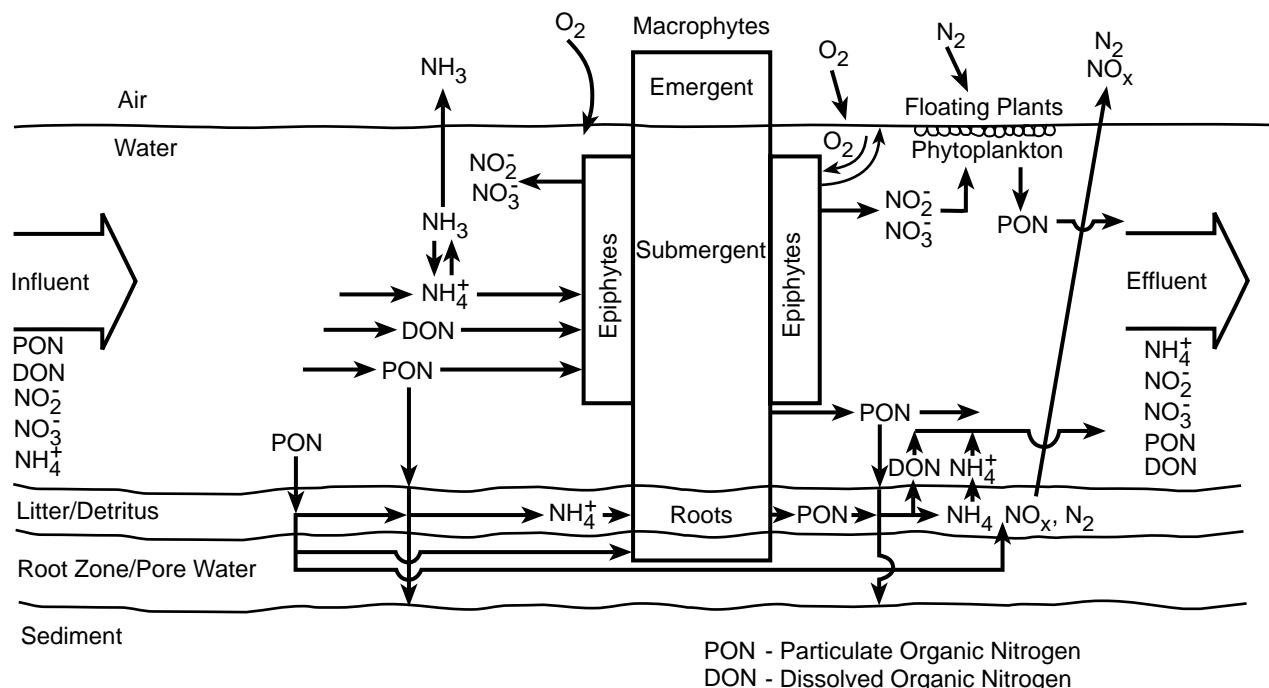 O2
Macrophytes
O2
N2
N2
NOx
NH3
Emergent
Air
Floating Plants
Water
O2
Phytoplankton
NO2-
NO3-
NO2-
NO3-
NH3
PON
Influent
Epiphytes
Submergent
Epiphytes
Effluent
NH4+
DON
PON
PON
DON
NO2-
NO3-
NH4+
NH4+
NO2-
NO3-
PON
DON
PON
PON
DON
NH4+
Litter/Detritus
NH4+
Roots
PON
NH4
NOx, N2
Root Zone/Pore Water
Sediment
PON - Particulate Organic Nitrogen
DON - Dissolved Organic Nitrogen